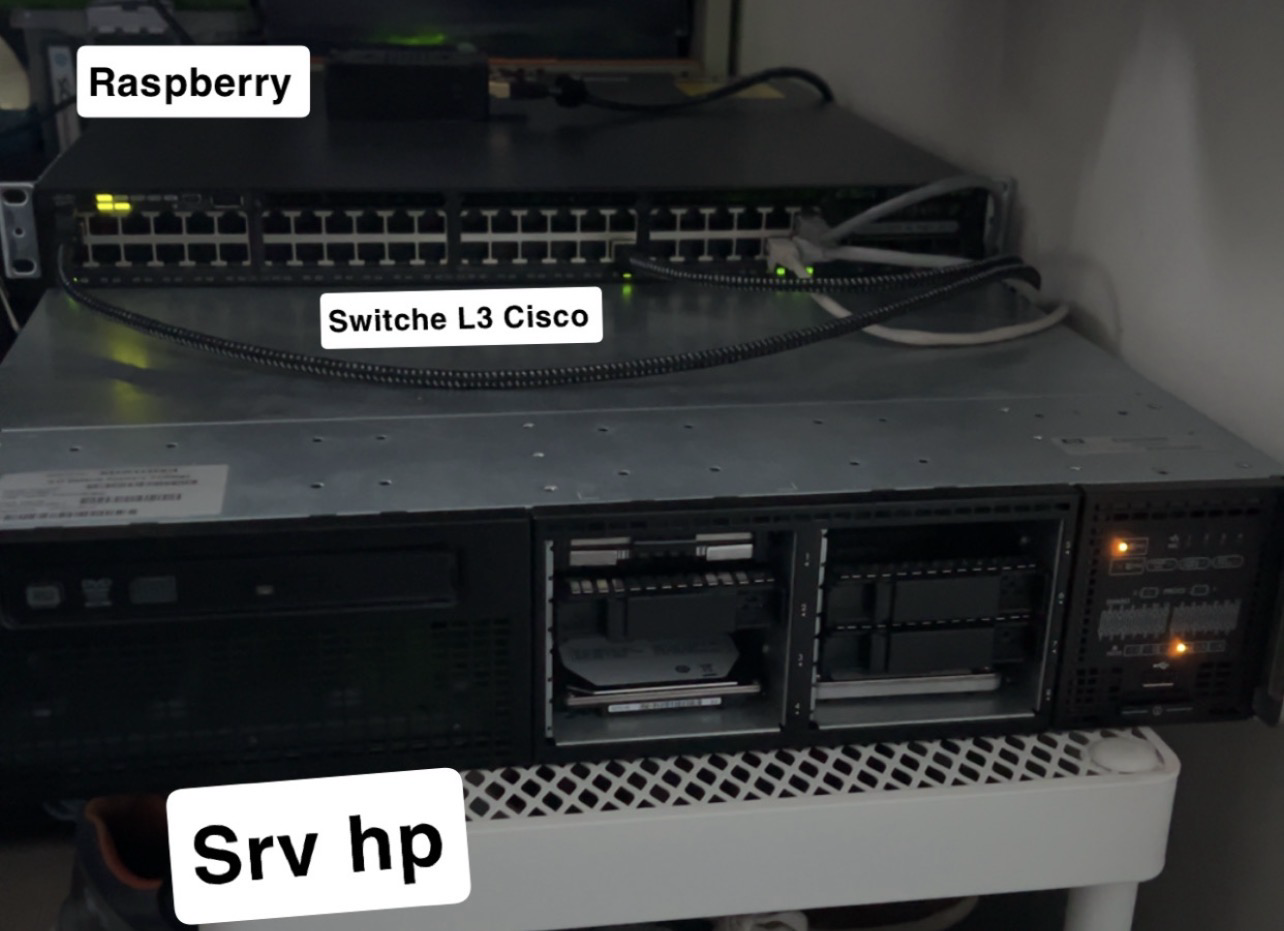 Raspberry
Switche L3 Cisco
Srv hp